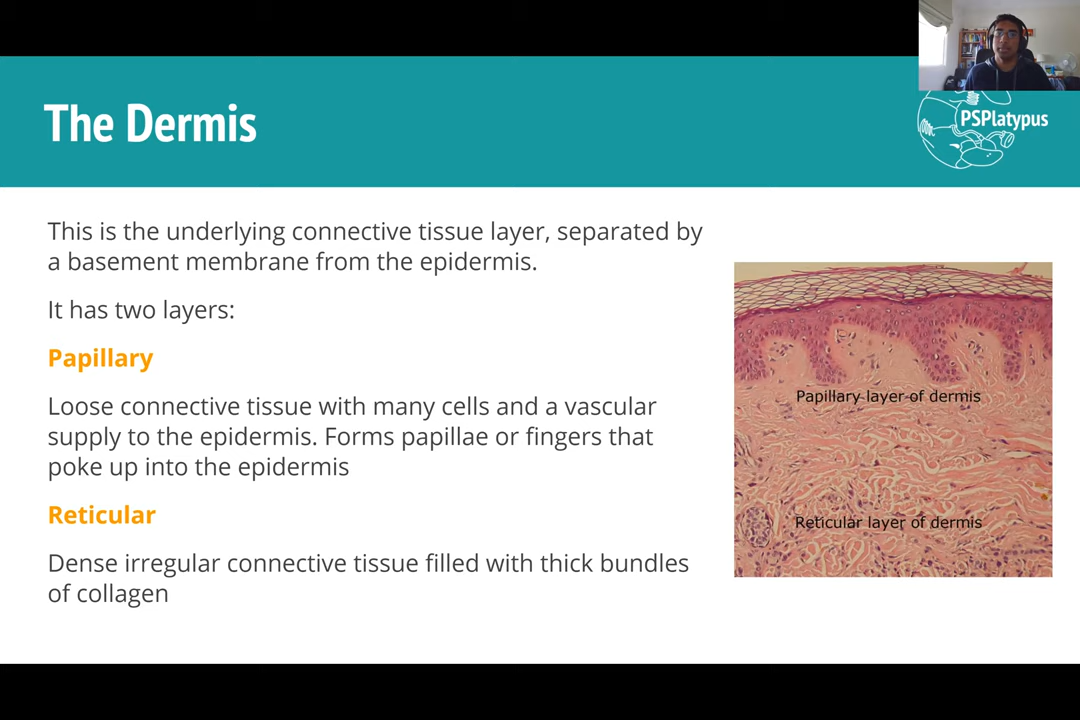 The Dermis
PSPlatypus
This is the underlying connective tissue layer, separated by
a basement membrane from the epidermis.
It has two layers:
Papillary
Loose connective tissue with many cells and a vascular
supply to the epidermis. Forms papillae or fingers that
poke up into the epidermis
Reticular
Dense irregular connective tissue filled with thick bundles
of collagen
Papillary layer of dermis
Reticular layer of dermis